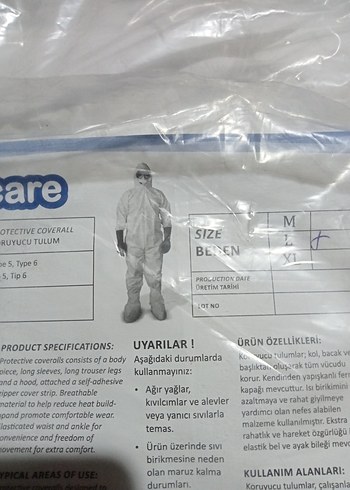 care
PROTECTIVE COVERALL
KORUYUCU TULUM
Type 5, Type 6
5, Tip 6
SIZE
BEDEN
M
L
XL
PRODUCTION DATE
ÜRETİM TARİHİ
LOT NO
PRODUCT SPECIFICATIONS:
Protective coveralls consists of a body
piece, long sleeves, long trouser legs
and a hood, attached a self-adhesive
zipper cover strip. Breathable
material to help reduce heat build-
and promote comfortable wear.
Elasticated waist and ankle for
convenience and freedom of
movement for extra comfort.
TYPICAL AREAS OF USE:
UYARILAR !
Aşağıdaki durumlarda
kullanmayınız:
• Ağır yağlar,
kıvılcımlar ve alevler
veya yanıcı sıvılarla
temas.
• Ürün üzerinde sıvı
birikmesine neden
olan maruz kalma
durumları.
ÜRÜN ÖZELLİKLERİ:
Koruyucu tulumlar; kol, bacak ve
başlıktan oluşarak tüm vücudu
korur. Kendinden yapışkanlı
kapağı mevcuttur. Isı birikimini
azaltmaya ve rahat giyilmeye
yardımcı olan nefes alabilen
malzeme kullanılmıştır. Ekstra
rahatlık ve hareket özgürlüğü
elastik bel ve ayak bileği
KULLANIM ALANLARI:
Koruyucu tulumlar, çalışanla